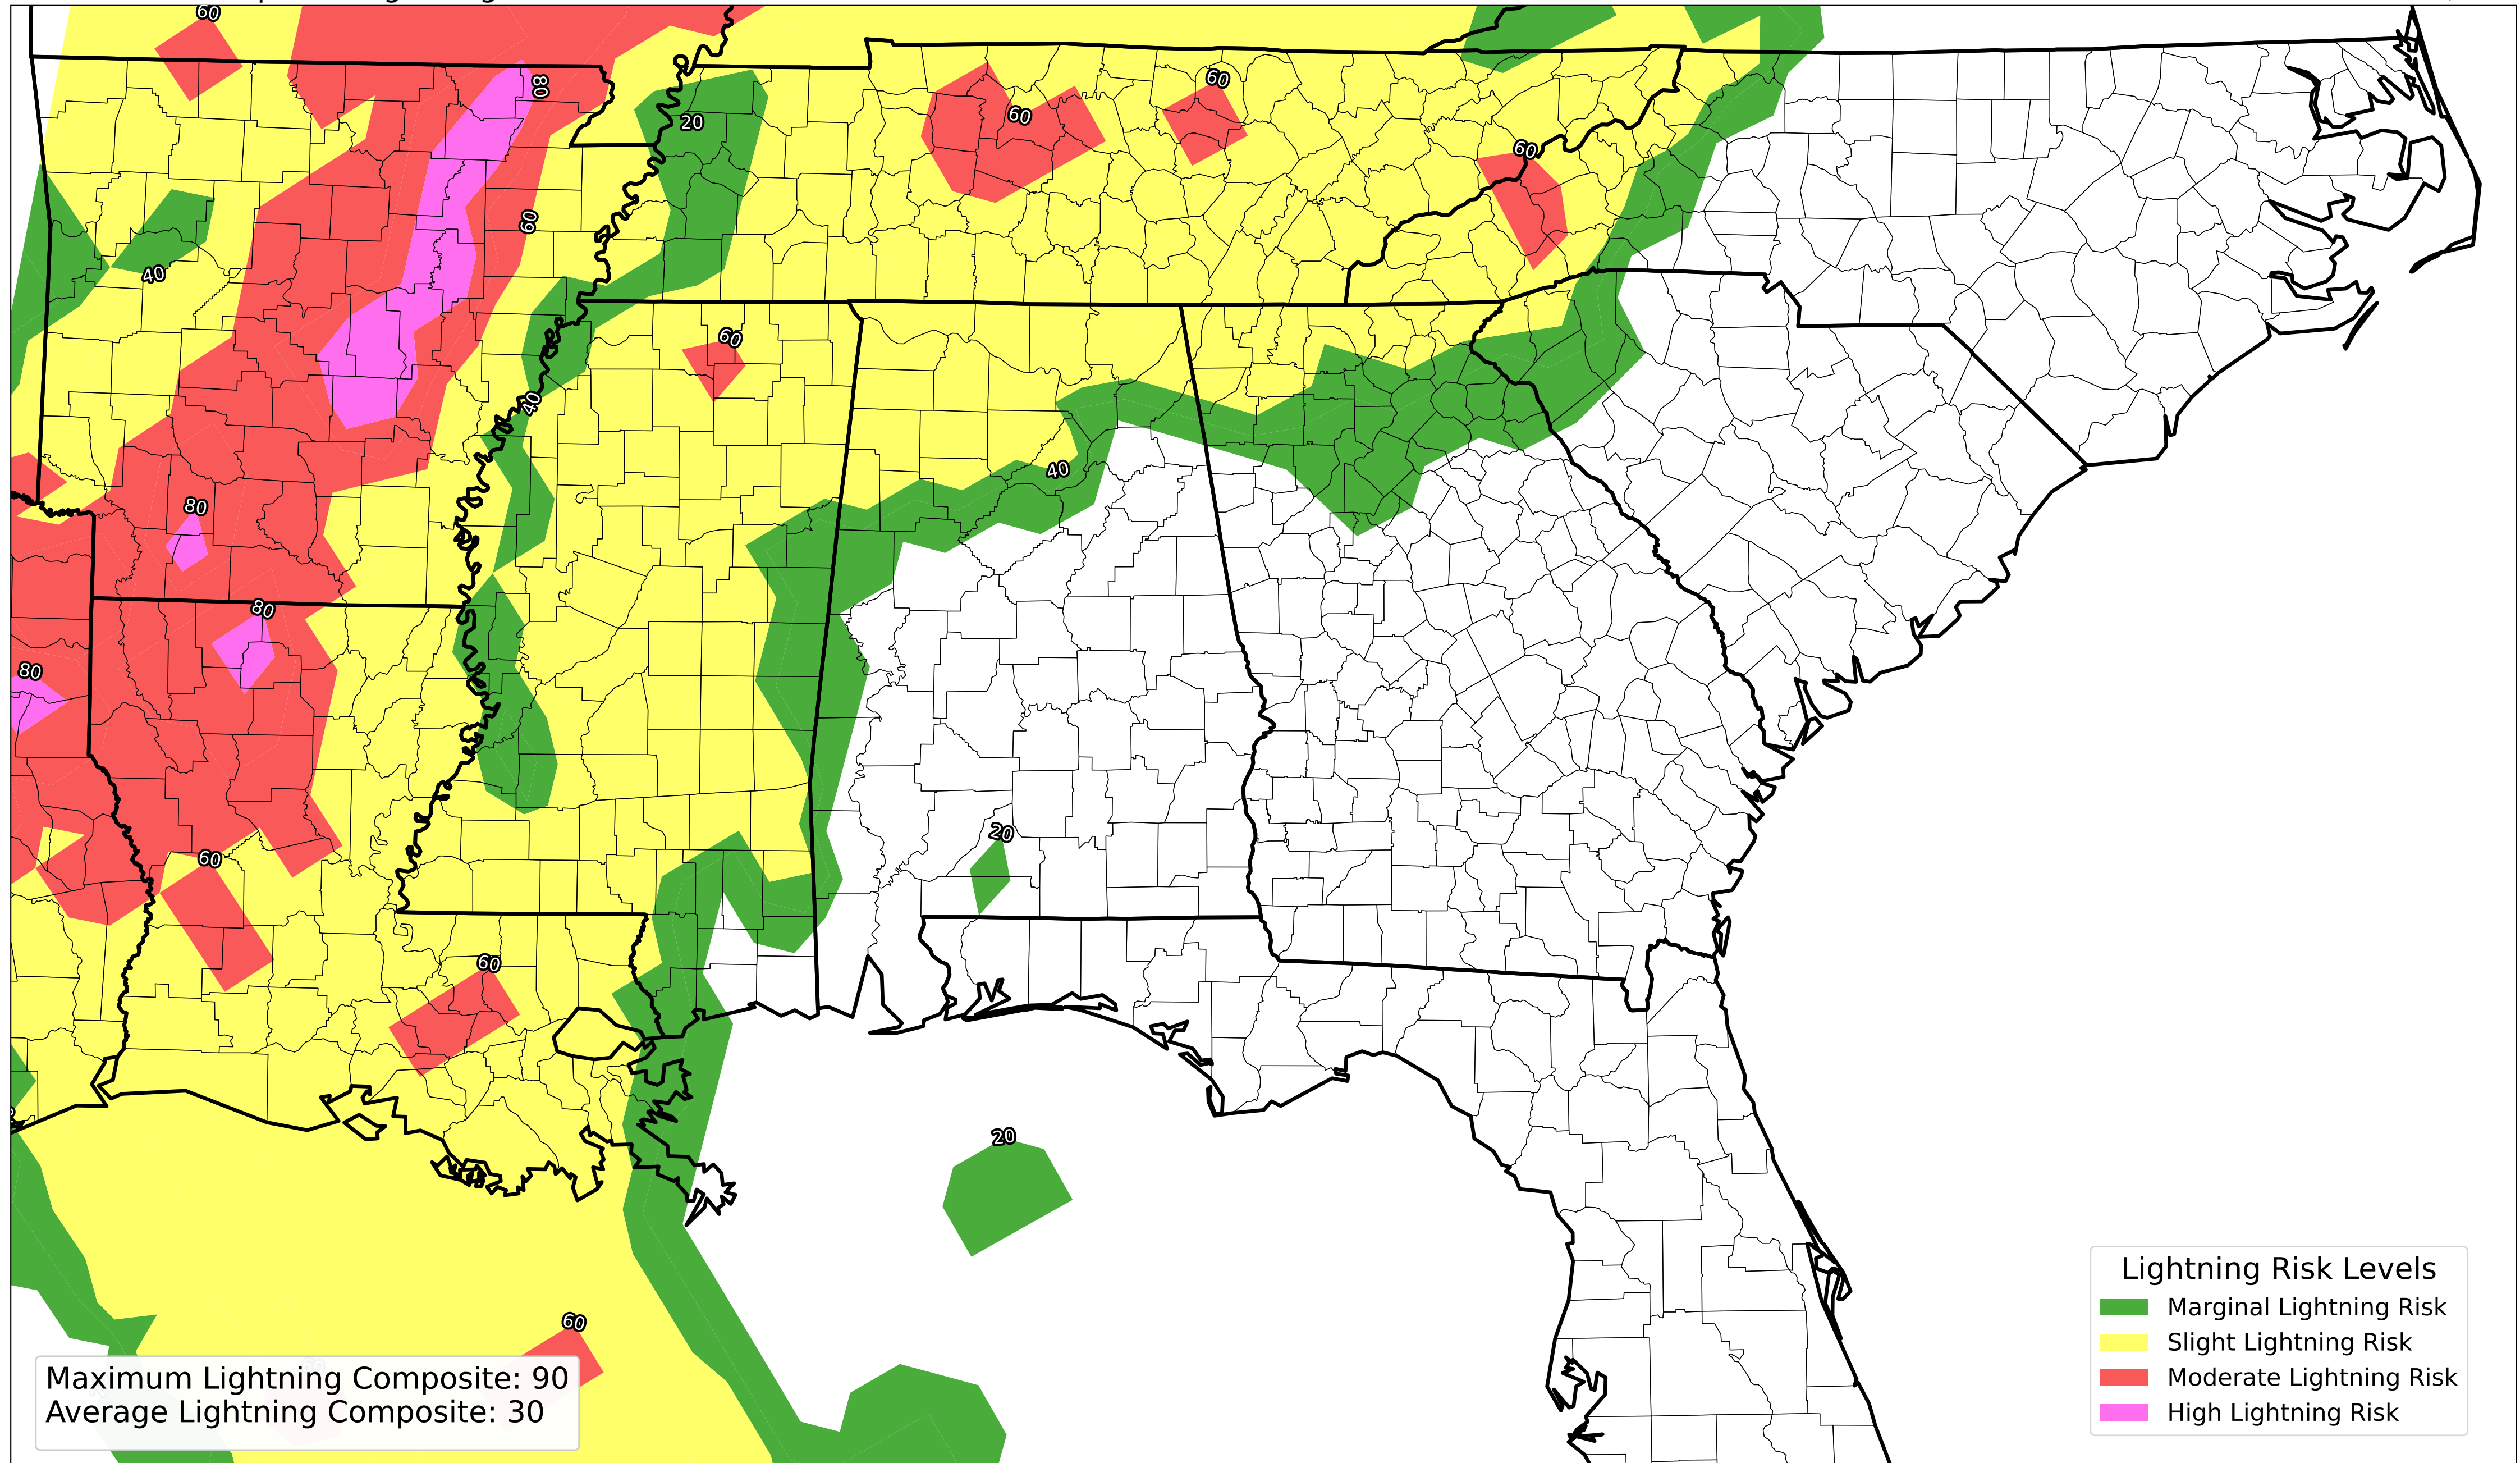 60
80
60
20
60
60
60
40
60
60
40
40
80
80
80
20
60
60
20
60
Lightning Risk Levels
Marginal Lightning Risk
Slight Lightning Risk
Moderate Lightning Risk
High Lightning Risk
Maximum Lightning Composite: 90
Average Lightning Composite: 30